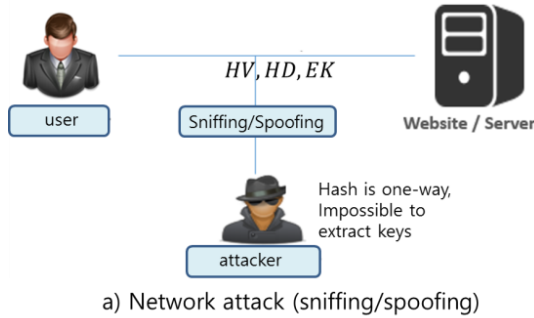 HV, HD, EK
user
Sniffing/Spoofing
Website / Server
Hash is one-way,
Impossible to
extract keys
attacker
a) Network attack (sniffing/spoofing)